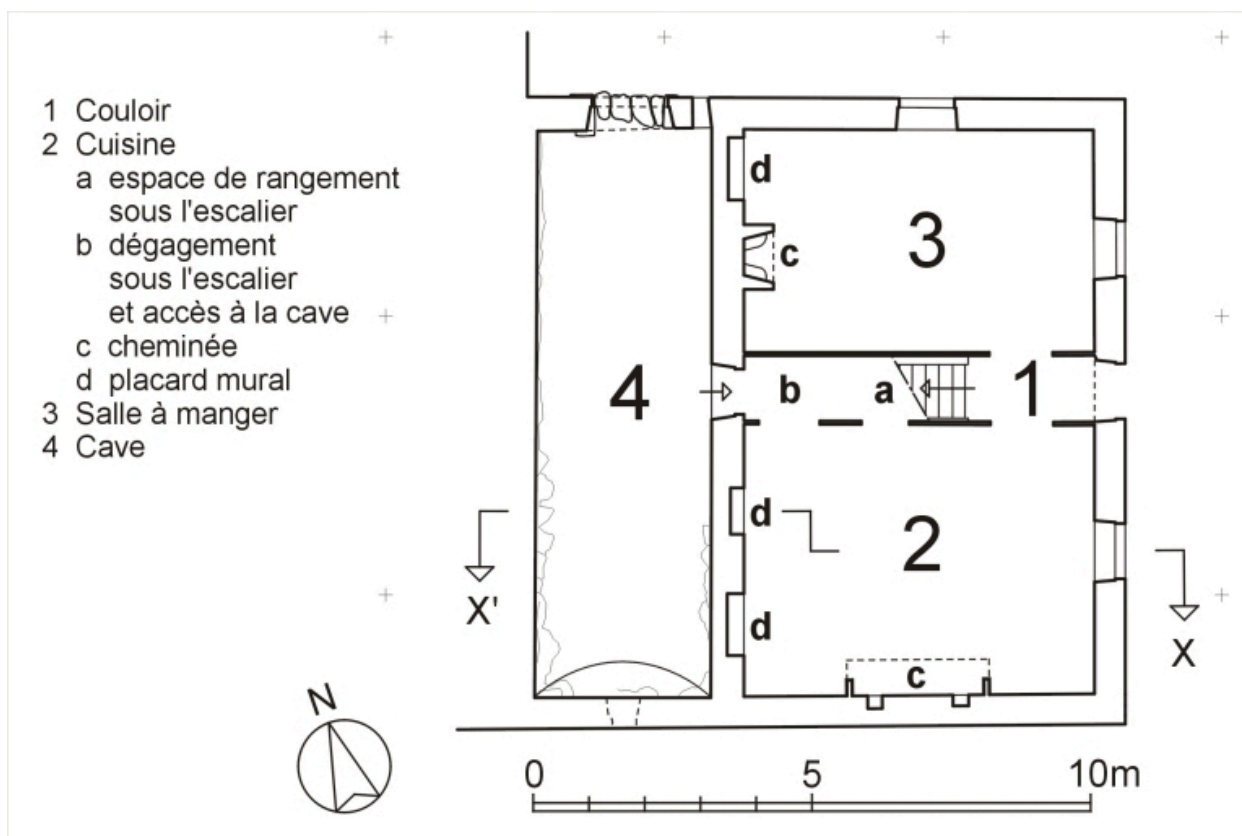 1 Couloir
2 Cuisine
a espace de rangement
sous l'escalier
b dégagement
sous l'escalier
et accès à la cave
c cheminée
d placard mural
3 Salle à manger
4 Cave
d
3
c
4
b
a
1
d
2
X'
d
c
X
N
0
5
10m